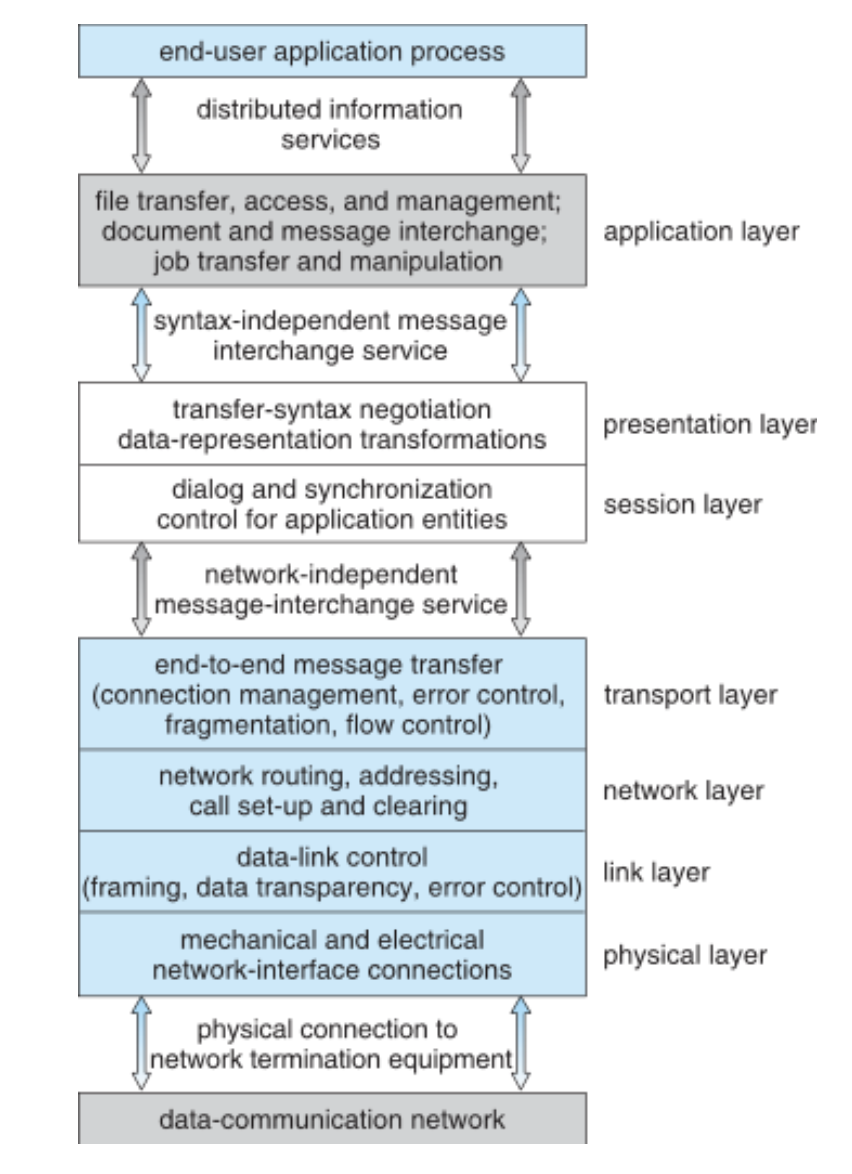 end-user application process
distributed information
services
file transfer, access, and management;
document and message interchange;
job transfer and manipulation
application layer
syntax-independent message
interchange service
transfer-syntax negotiation
data-representation transformations
presentation layer
dialog and synchronization
control for application entities
session layer
network-independent
message-interchange service
end-to-end message transfer
(connection management, error control,
fragmentation, flow control)
transport layer
network routing, addressing,
call set-up and clearing
network layer
data-link control
(framing, data transparency, error control)
link layer
mechanical and electrical
network-interface connections
physical layer
physical connection to
network termination equipment
data-communication network